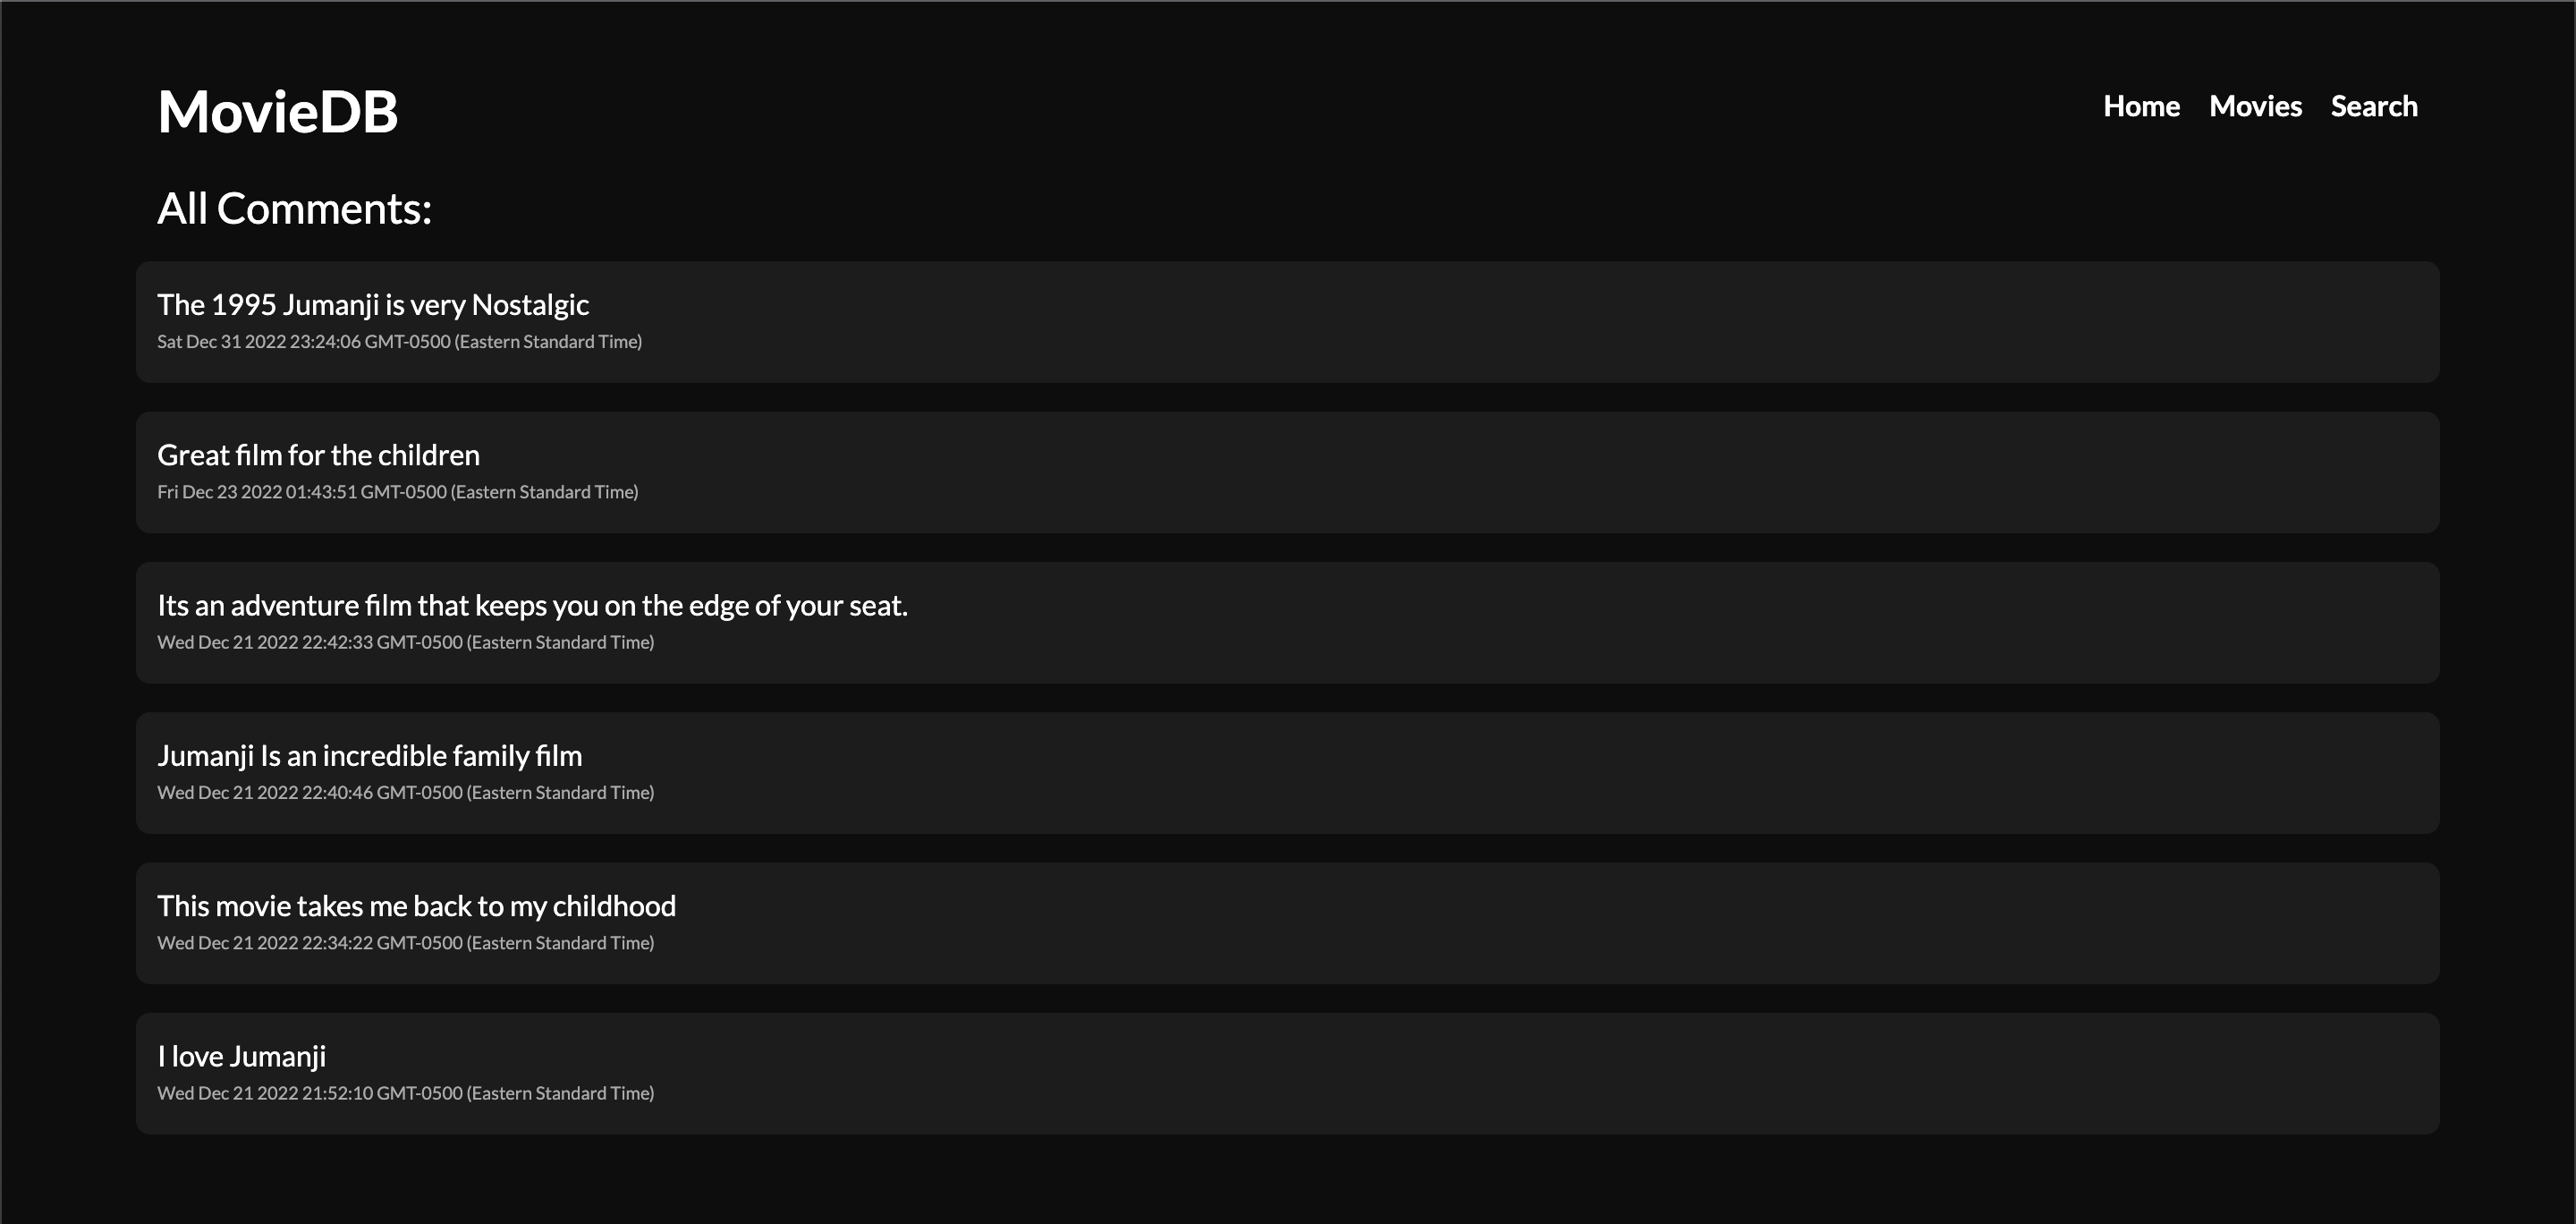 MovieDB
Home Movies Search
All Comments:
The 1995 Jumanji is very Nostalgic
Sat Dec 31 2022 23:24:06 GMT-0500 (Eastern Standard Time)
Great film for the children
Fri Dec 23 2022 01:43:51 GMT-0500 (Eastern Standard Time)
Its an adventure film that keeps you on the edge of your seat.
Wed Dec 21 2022 22:42:33 GMT-0500 (Eastern Standard Time)
Jumanji Is an incredible family film
Wed Dec 21 2022 22:40:46 GMT-0500 (Eastern Standard Time)
This movie takes me back to my childhood
Wed Dec 21 2022 22:34:22 GMT-0500 (Eastern Standard Time)
I love Jumanji
Wed Dec 21 2022 21:52:10 GMT-0500 (Eastern Standard Time)